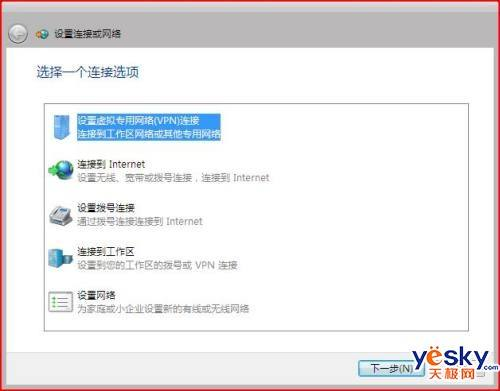 设置连接或网络
选择一个连接选项
设置虚拟专用网络(VPN)连接
连接到工作区网络或其他专用网络
连接到 Internet
设置无线、宽带或拨号连接，连接到 Internet
设置拨号连接
通过拨号连接连接到 Internet
连接到工作区
设置到您的工作区的拨号或 VPN 连接
设置网络
为家庭或小企业设置新的有线或无线网络
下一步(N)
yesky
天极网.com